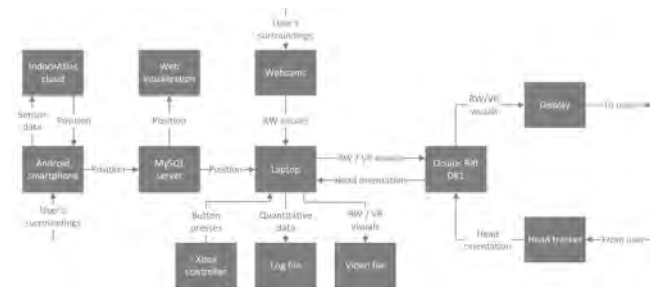 User's
surroundings
IndoorAtlas
cloud
Web
visualization
Webcams
RW/VR
visuals
Display
To user
Sensor
data
Position
Position
RW visuals
Android
smartphone
Position
MySQL
server
Position
Laptop
RW / VR visuals
Head orientation
Oculus Rift
DK1
User's
surroundings
Button
presses
Quantitative
data
RW / VR
visuals
Head
orientation
Head tracker
From user
Xbox
controller
Log file
Video file